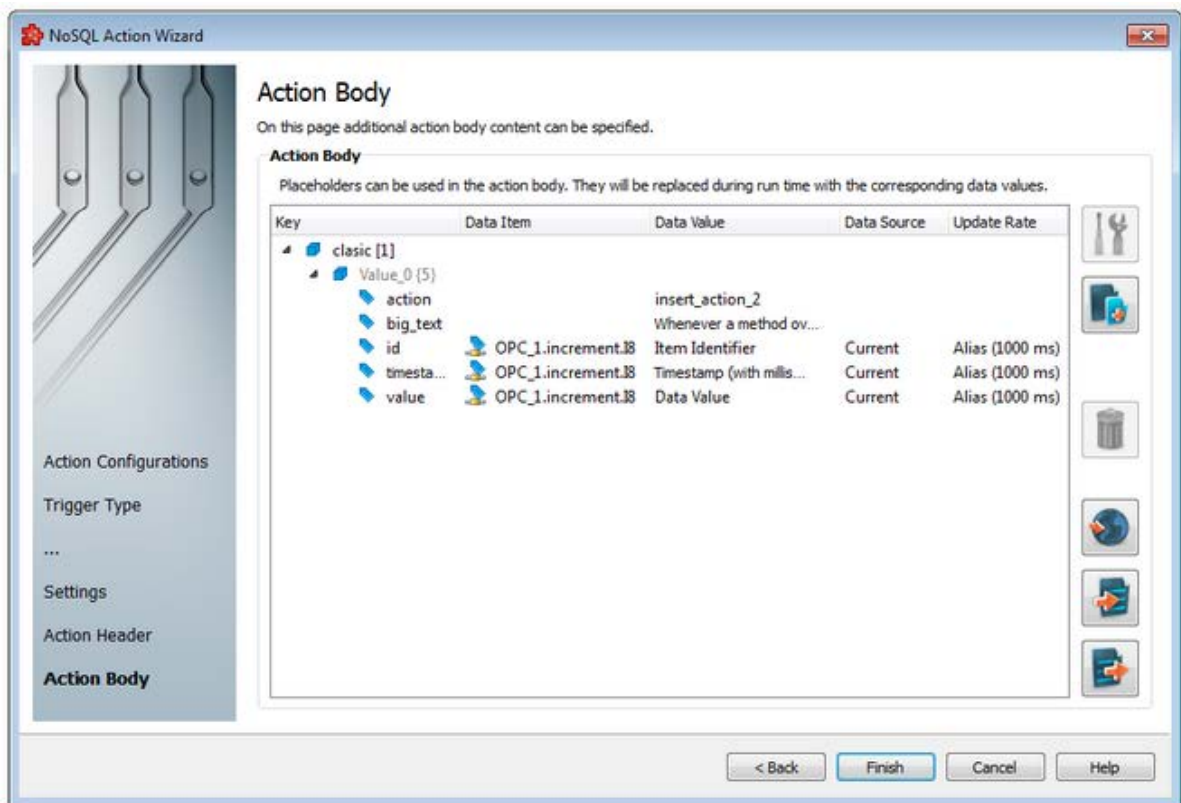 NoSQL Action Wizard
Action Body
On this page additional action body content can be specified.
Action Body
Placeholders can be used in the action body. They will be replaced during run time with the corresponding data values.
Key Data Item Data Value Data Source Update Rate
clasic [1]
Value_0 {5}
action insert_action_2
big_text Whenever a method ov...
id OPC_1.increment.I8 Item Identifier Current Alias (1000 ms)
timesta... OPC_1.increment.I8 Timestamp (with millis... Current Alias (1000 ms)
value OPC_1.increment.I8 Data Value Current Alias (1000 ms)
Action Configurations
Trigger Type
...
Settings
Action Header
Action Body
< Back Finish Cancel Help